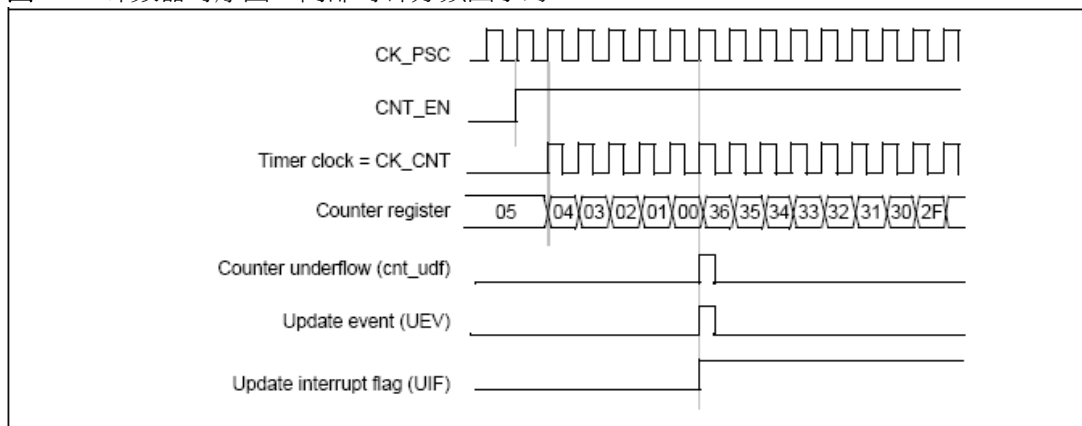 CK_PSC
CNT_EN
Timer clock = CK_CNT
Counter register 05 04 03 02 01 00 36 35 34 33 32 31 30 2F
Counter underflow (cnt_udf)
Update event (UEV)
Update interrupt flag (UIF)